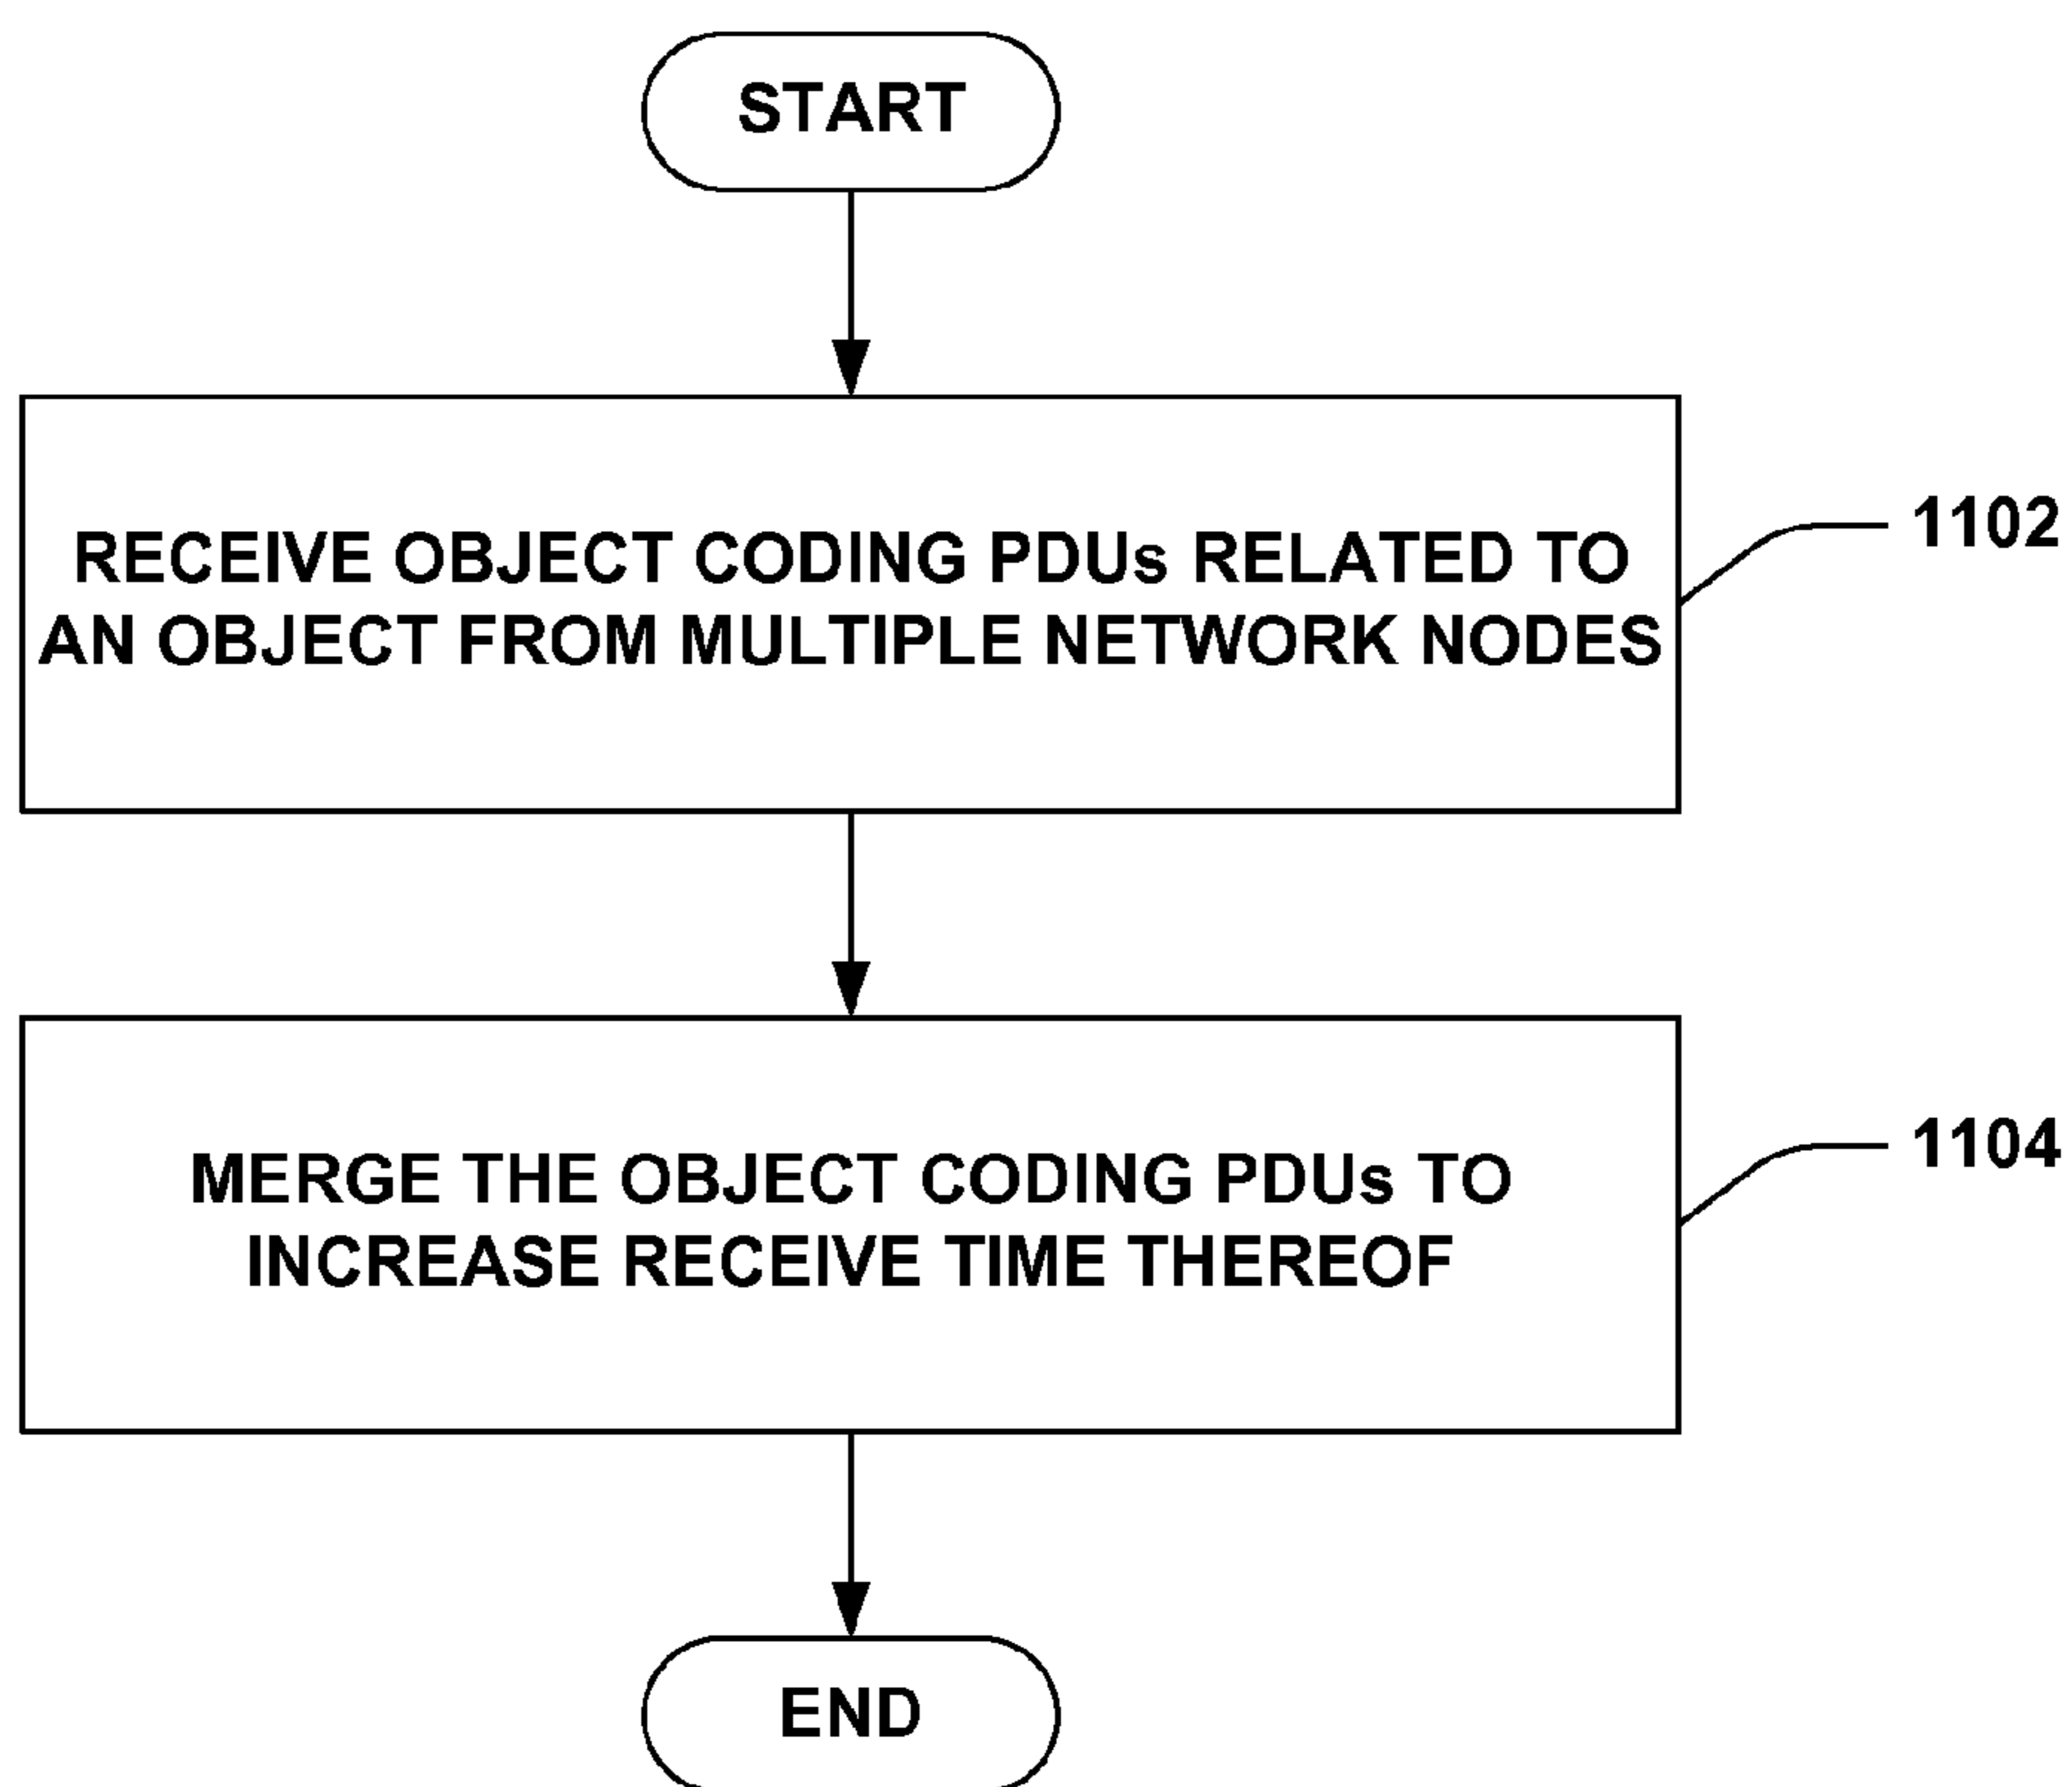 START
RECEIVE OBJECT CODING PDUs RELATED TO
AN OBJECT FROM MULTIPLE NETWORK NODES
1102
MERGE THE OBJECT CODING PDUs TO
INCREASE RECEIVE TIME THEREOF
1104
END